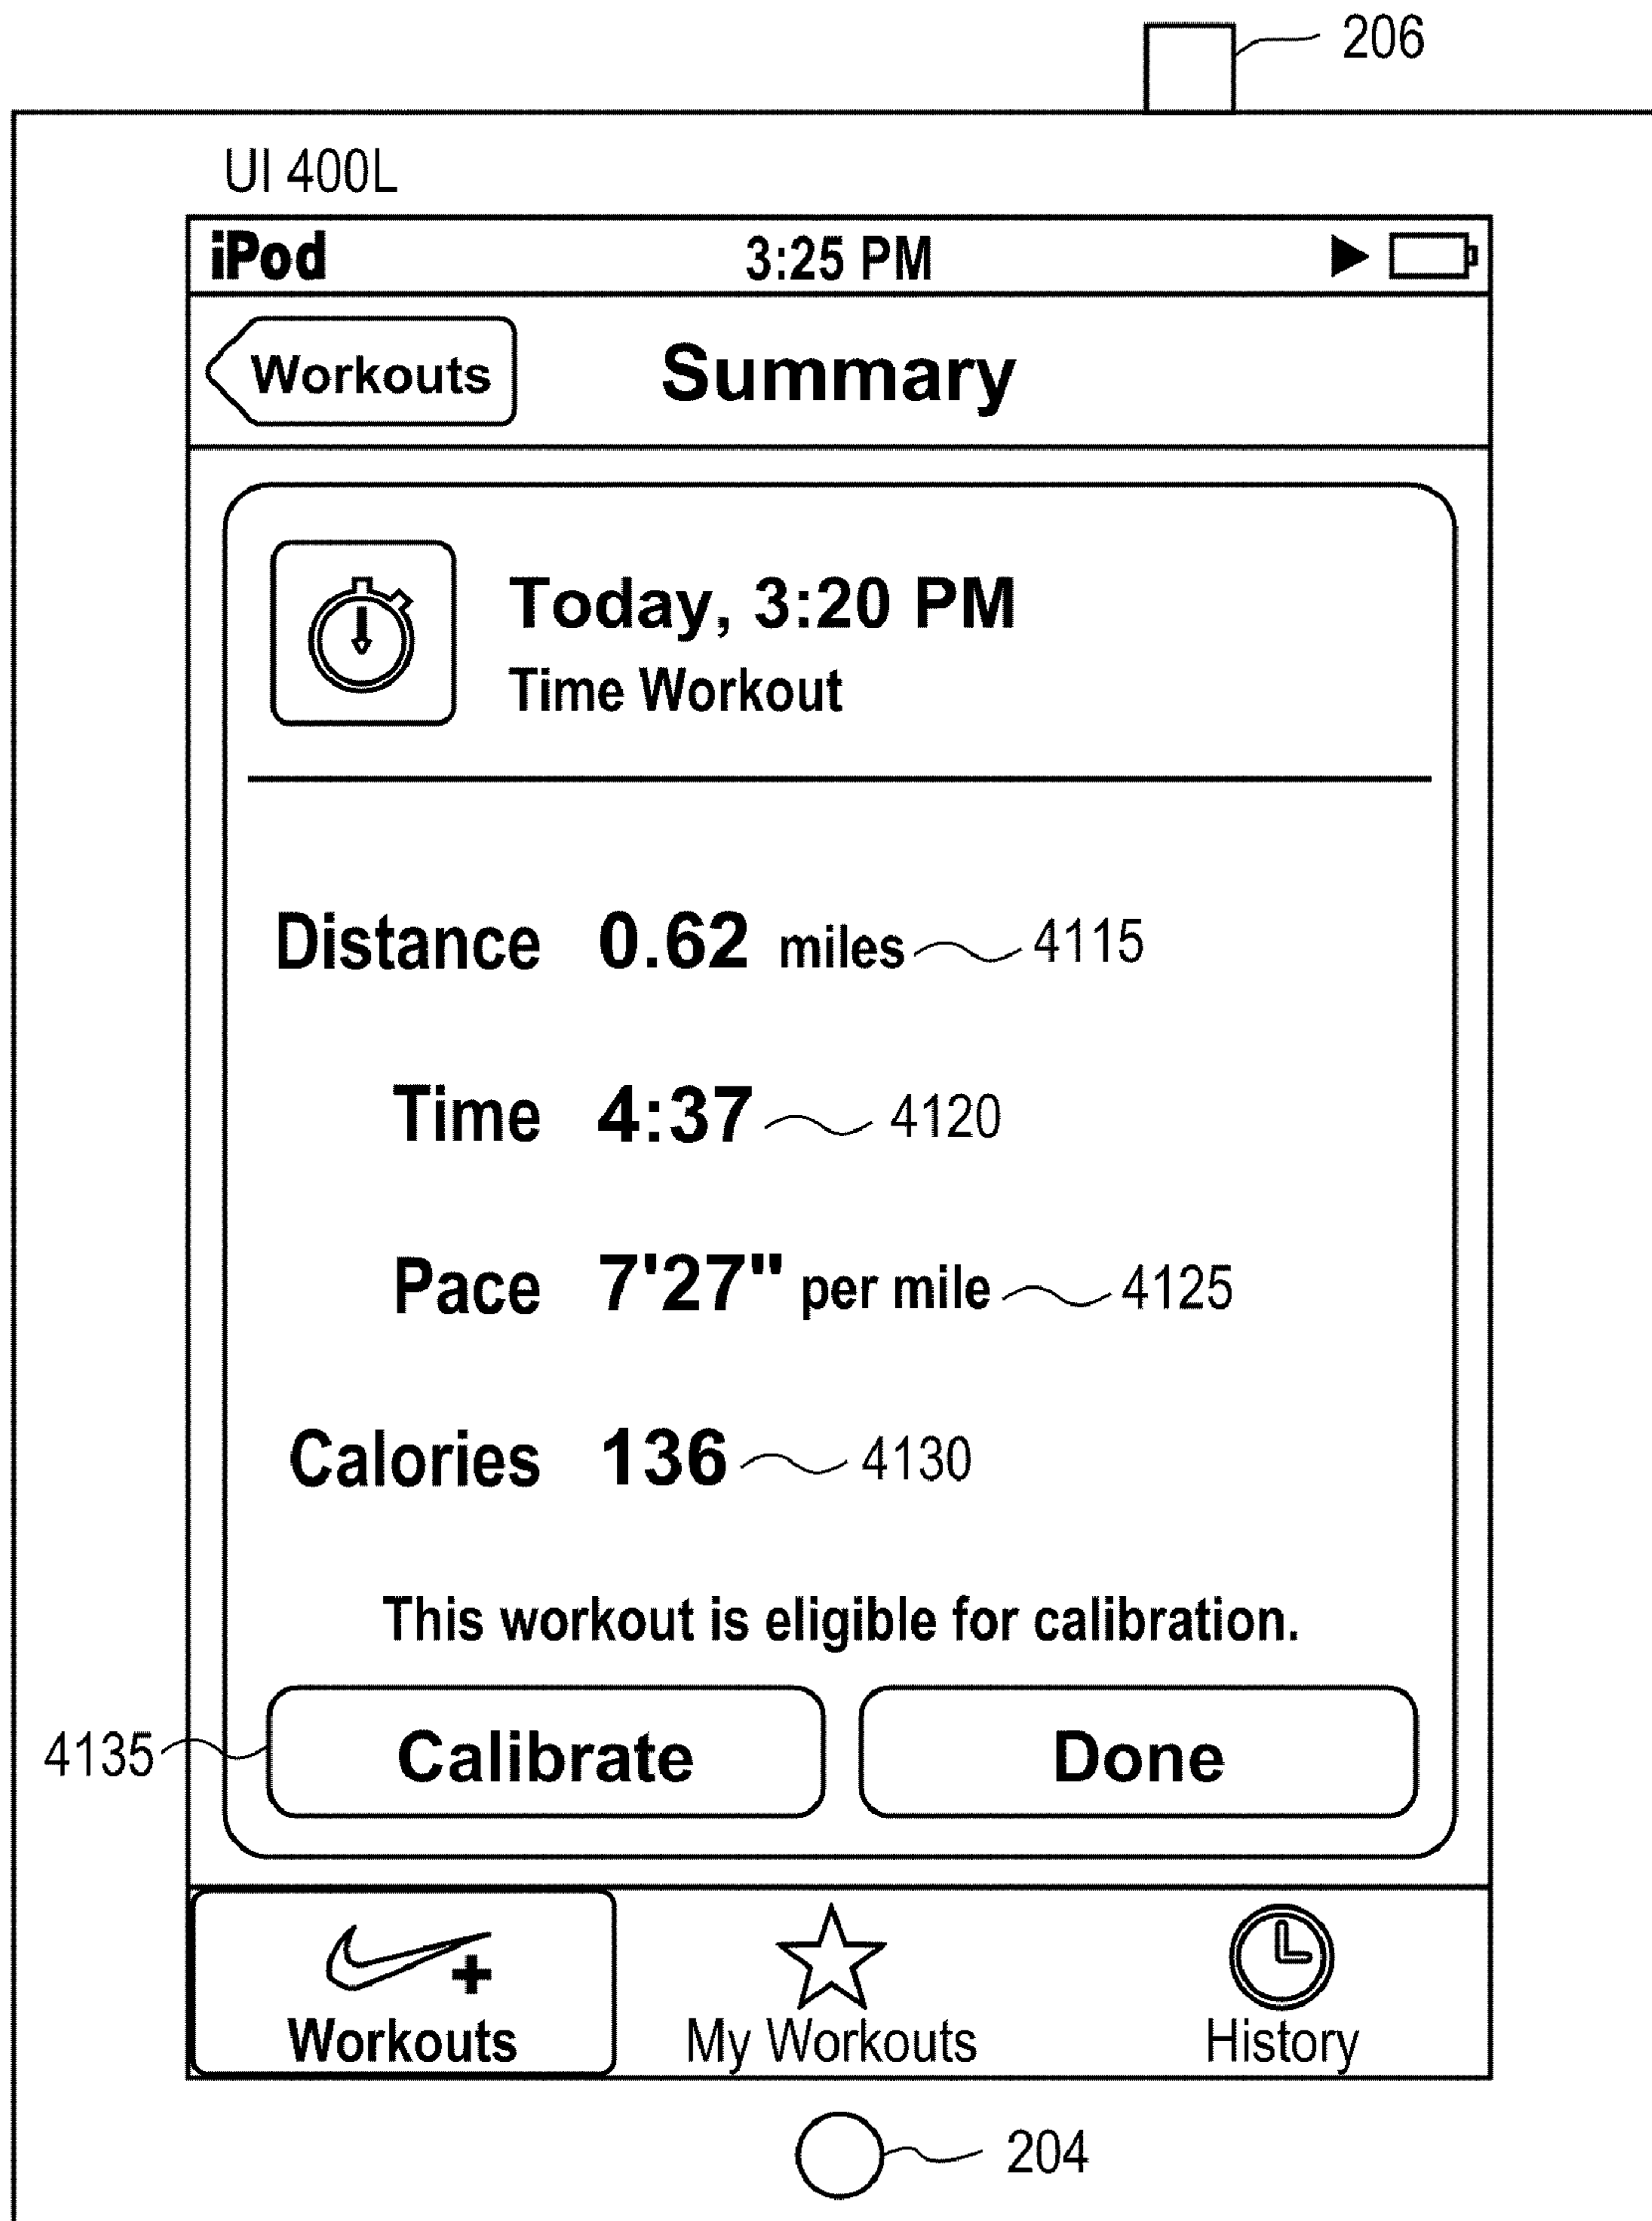 206
UI 400L
iPod 3:25 PM
Workouts Summary
Today, 3:20 PM
Time Workout
Distance 0.62 miles 4115
Time 4:37 4120
Pace 7'27" per mile 4125
Calories 136 4130
This workout is eligible for calibration.
4135 Calibrate Done
Workouts My Workouts History
204